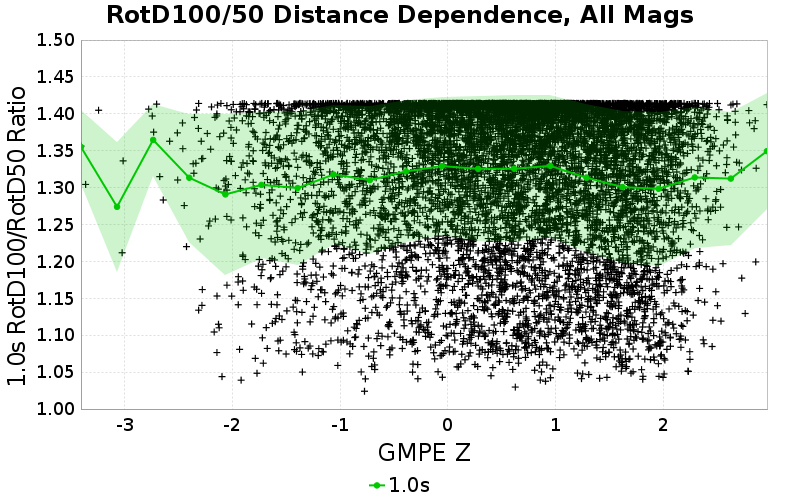 RotD100/50 Distance Dependence, All Mags
1.0s RotD100/RotD50 Ratio
1.50
1.45
1.40
1.35
1.30
1.25
1.20
1.15
1.10
1.05
1.00
-3 -2 -1 0 1 2
GMPE Z
1.0s